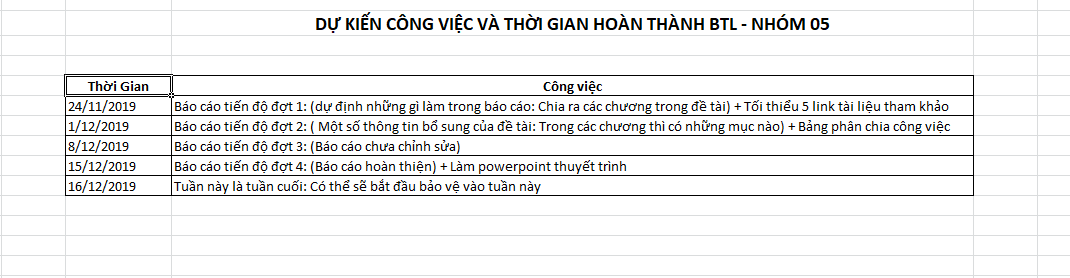 DỰ KIẾN CÔNG VIỆC VÀ THỜI GIAN HOÀN THÀNH BTL - NHÓM 05
Thời Gian Công việc
24/11/2019 Báo cáo tiến độ đợt 1: (dự định những gì làm trong báo cáo: Chia ra các chương trong đề tài) + Tối thiểu 5 link tài liệu tham khảo
1/12/2019 Báo cáo tiến độ đợt 2: ( Một số thông tin bổ sung của đề tài: Trong các chương thì có những mục nào) + Bảng phân chia công việc
8/12/2019 Báo cáo tiến độ đợt 3: (Báo cáo chưa chỉnh sửa)
15/12/2019 Báo cáo tiến độ đợt 4: (Báo cáo hoàn thiện) + Làm powerpoint thuyết trình
16/12/2019 Tuần này là tuần cuối: Có thể sẽ bắt đầu bảo vệ vào tuần này